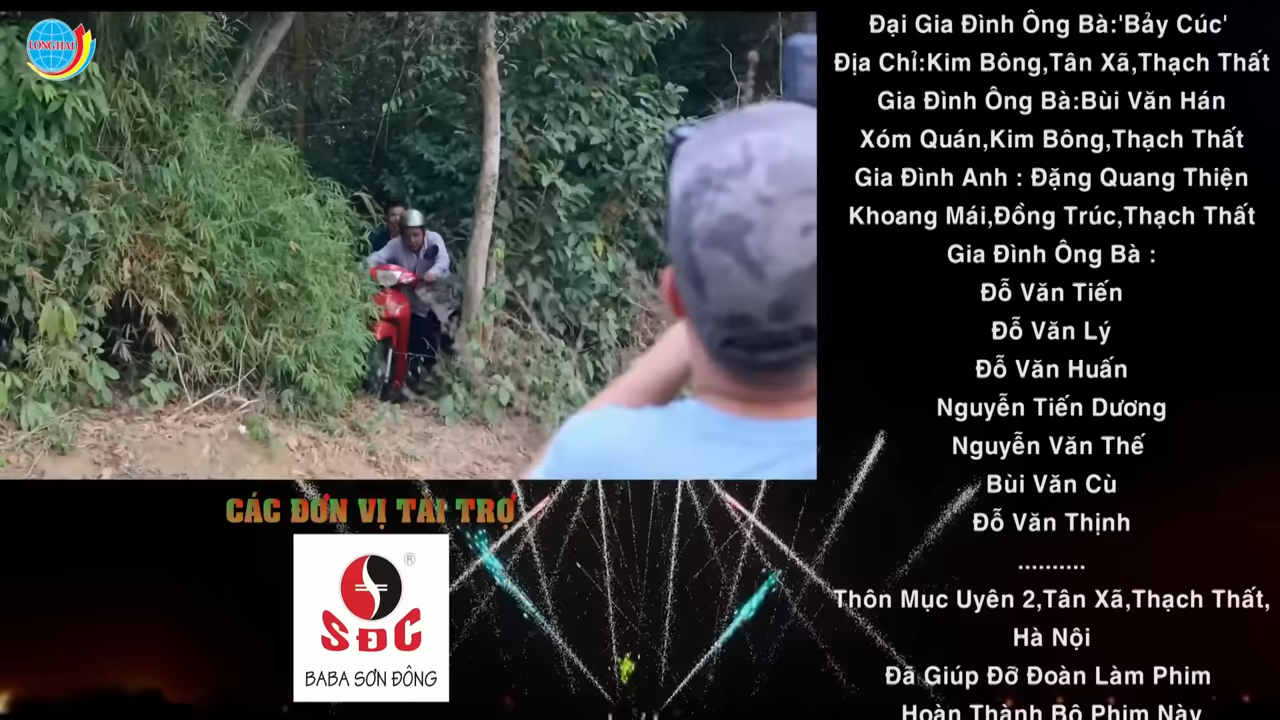 LONGHAI
Đại Gia Đình Ông Bà:'Bảy Cúc'
Địa Chỉ:Kim Bông,Tân Xã,Thạch Thất
Gia Đình Ông Bà:Bùi Văn Hán
Xóm Quán,Kim Bông,Thạch Thất
Gia Đình Anh : Đặng Quang Thiện
Khoang Mái,Đồng Trúc,Thạch Thất
Gia Đình Ông Bà :
Đỗ Văn Tiến
Đỗ Văn Lý
Đỗ Văn Huấn
Nguyễn Tiến Dương
Nguyễn Văn Thế
Bùi Văn Cù
Đỗ Văn Thịnh
..........
Thôn Mục Uyên 2,Tân Xã,Thạch Thất,
Hà Nội
Đã Giúp Đỡ Đoàn Làm Phim
Hoàn Thành Bộ Phim Này
CÁC ĐƠN VỊ TÀI TRỢ
®
SĐC
BABA SƠN ĐÔNG